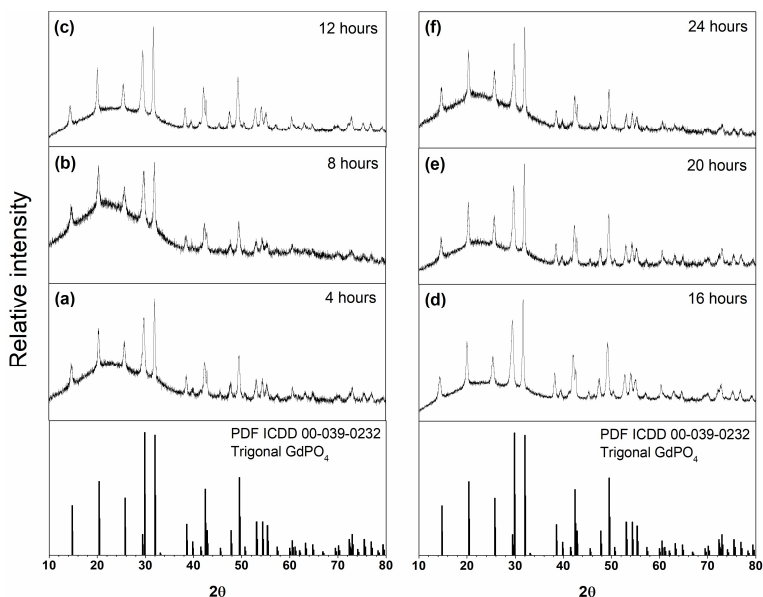 Relative intensity
(c) 12 hours
(b) 8 hours
(a) 4 hours
PDF ICDD 00-039-0232
Trigonal GdPO4
10 20 30 40 50 60 70 80
2θ
(f) 24 hours
(e) 20 hours
(d) 16 hours
PDF ICDD 00-039-0232
Trigonal GdPO4
10 20 30 40 50 60 70 80
2θ